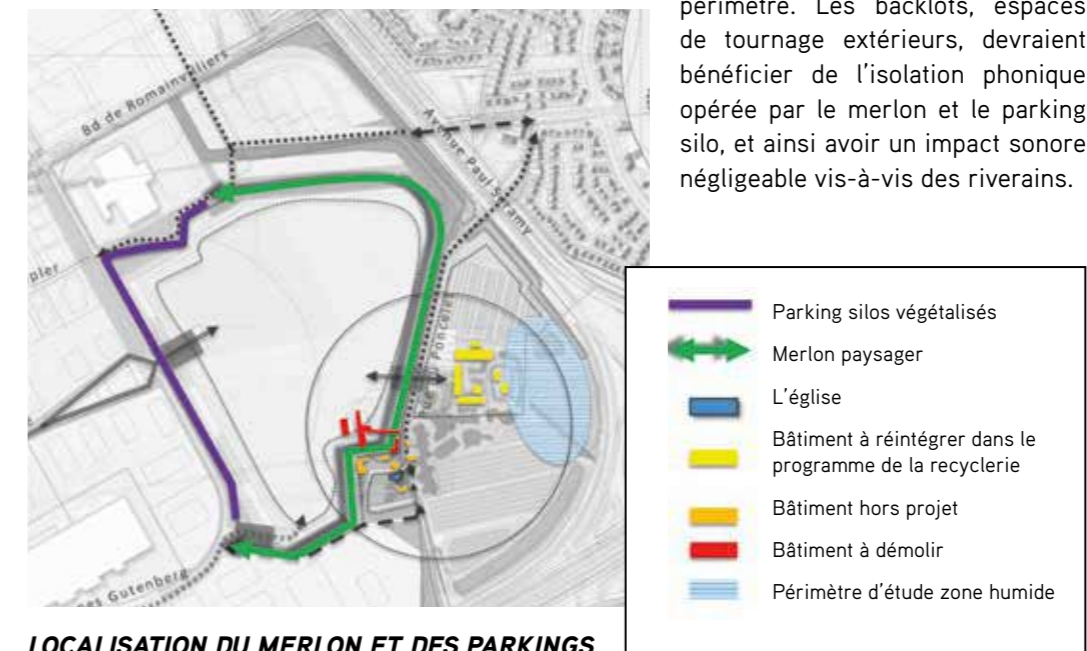 périmètre. Les backlots, espaces
de tournage extérieurs, devraient
bénéficier de l'isolation phonique
opérée par le merlon et le parking
silo, et ainsi avoir un impact sonore
négligeable vis-à-vis des riverains.
Bd de Romainvilliers
Avenue Paul Séramy
pler
Poncelet
es Gutenberg
Parking silos végétalisés
Merlon paysager
L'église
Bâtiment à réintégrer dans le
programme de la recyclerie
Bâtiment hors projet
Bâtiment à démolir
Périmètre d'étude zone humide
LOCALISATION DU MERLON ET DES PARKINGS